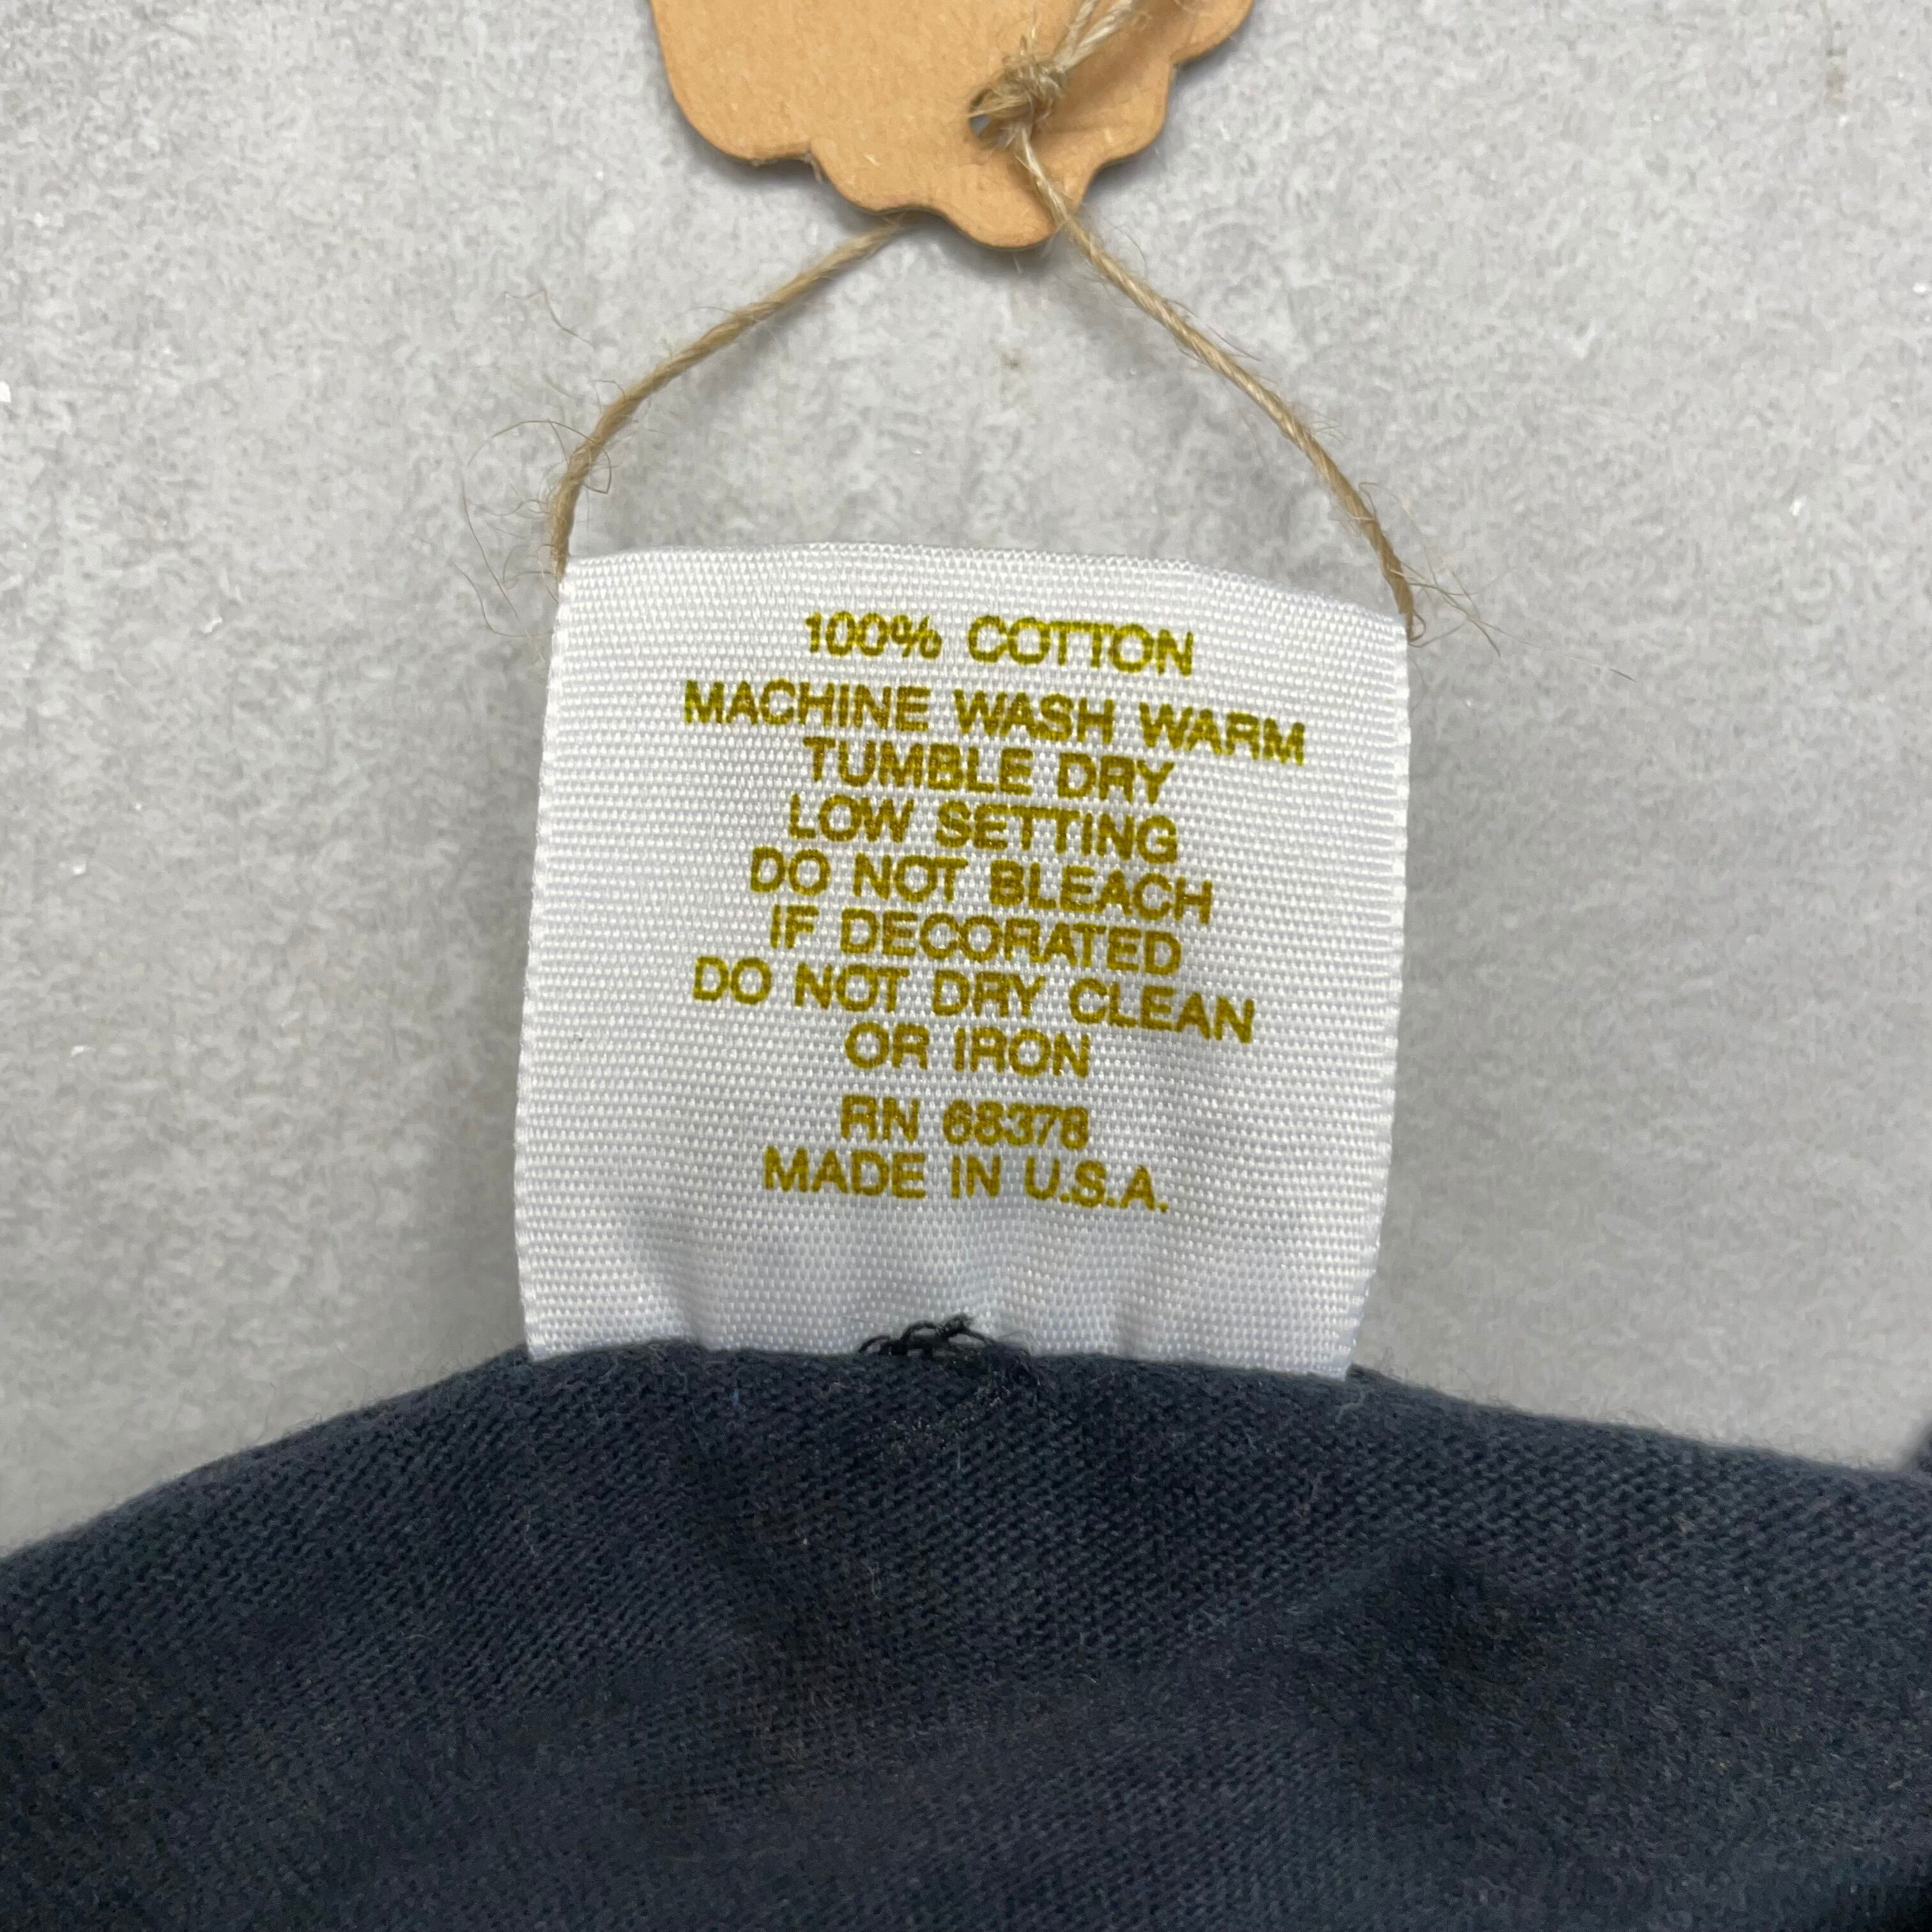 100% COTTON
MACHINE WASH WARM
TUMBLE DRY
LOW SETTING
DO NOT BLEACH
IF DECORATED
DO NOT DRY CLEAN
OR IRON
RN 68378
MADE IN U.S.A.